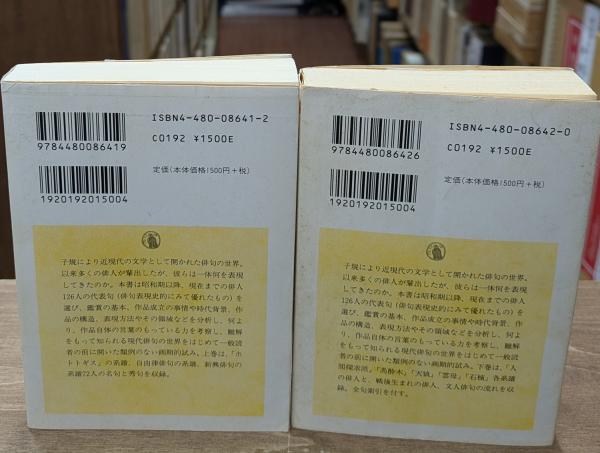 ISBN4-480-08641-2
C0192 ¥1500E
9784480086419
定価(本体価格1500円+税)
1920192015004
子規により近現代の文学として開かれた俳句の世界。
以来多くの俳人が輩出したが、彼らは一体何を表現
してきたのか。本書は昭和期以降、現在までの俳人
126人の代表句(俳句表現史的にみて優れたもの)を
選び、鑑賞の基本、作品成立の事情や時代背景、作
品の構造、表現方法やその領域などを分析し、何よ
り、作品自体の言葉のもっている力を考察し、難解
をもって知られる現代俳句の世界をはじめて一般読
者の前に開いた類例のない画期的試み。上巻は、「ホ
トトギス」の系譜、自由律俳句の系譜、新興俳句の
系譜72人の名句と秀句を収録。
ISBN4-480-08642-0
C0192 ¥1500E
9784480086426
定価(本体価格1500円+税)
1920192015004
子規により近現代の文学として開かれた俳句の世界。
以来多くの俳人が輩出したが、彼らは一体何を表現
してきたのか。本書は昭和期以降、現在までの俳人
126人の代表句(俳句表現史的にみて優れたもの)を
選び、鑑賞の基本、作品成立の事情や時代背景、作
品の構造、表現方法やその領域などを分析し、何よ
り、作品自体の言葉のもっている力を考察し、難解
をもって知られる現代俳句の世界をはじめて一般読
者の前に開いた類例のない画期的試み。下巻は、「人
間探求派」「馬酔木」「天狼」「雲母」「石楠」各系譜
の俳人と、戦後生まれの俳人、文人俳句の流れを収
録。全句索引を付す。